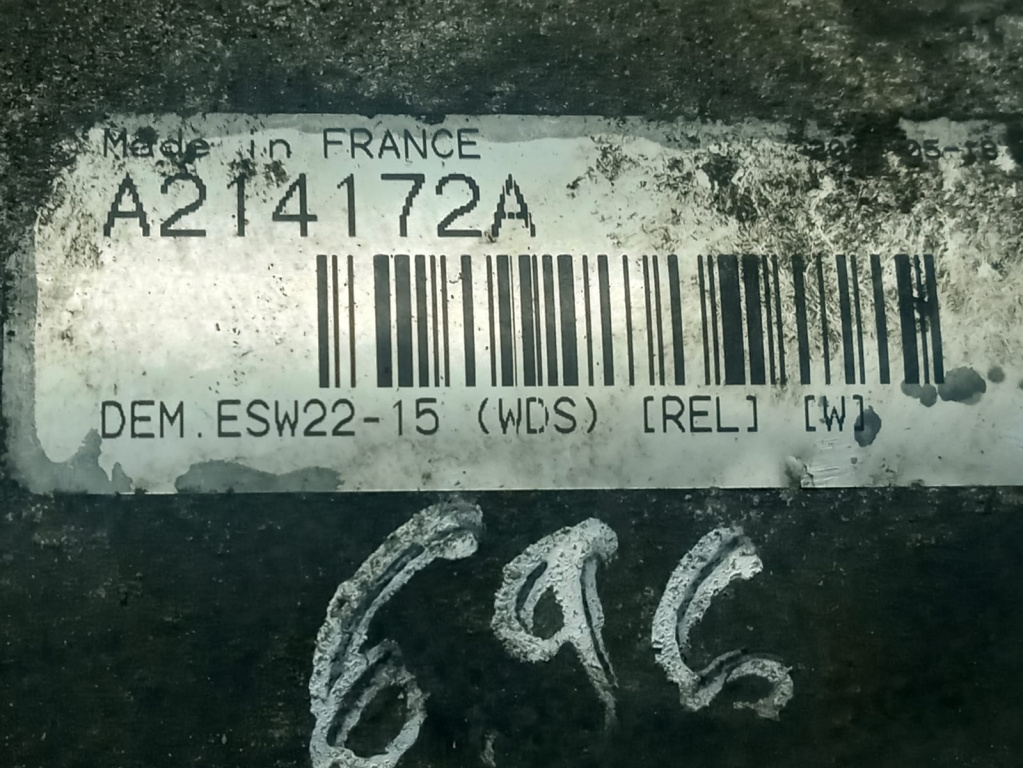 Made in FRANCE
A214172A
DEM.ESW22-15 (WDS) [REL] [W]
696